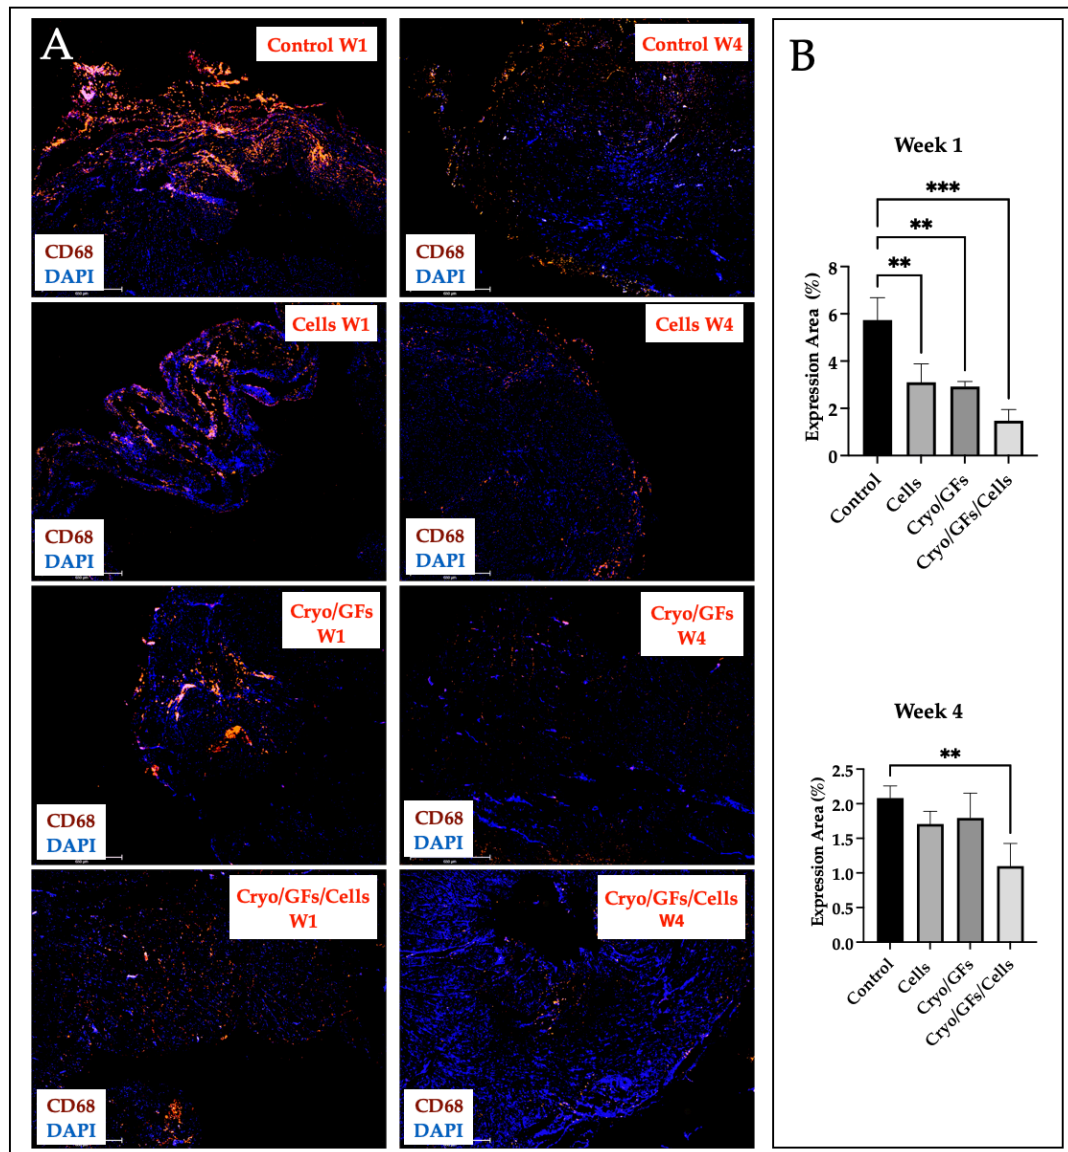 A
Control W1
CD68
DAPI
Control W4
CD68
DAPI
Cells W1
CD68
DAPI
Cells W4
CD68
DAPI
Cryo/GFs
W1
CD68
DAPI
Cryo/GFs
W4
CD68
DAPI
Cryo/GFs/Cells
W1
CD68
DAPI
Cryo/GFs/Cells
W4
CD68
DAPI
B
Week 1
***
**
**
Expression Area (%)
8
6
4
2
0
Control
Cells
Cryo/GFs
Cryo/GFs/Cells
Week 4
**
Expression Area (%)
2.5
2.0
1.5
1.0
0.5
0.0
Control
Cells
Cryo/GFs
Cryo/GFs/Cells